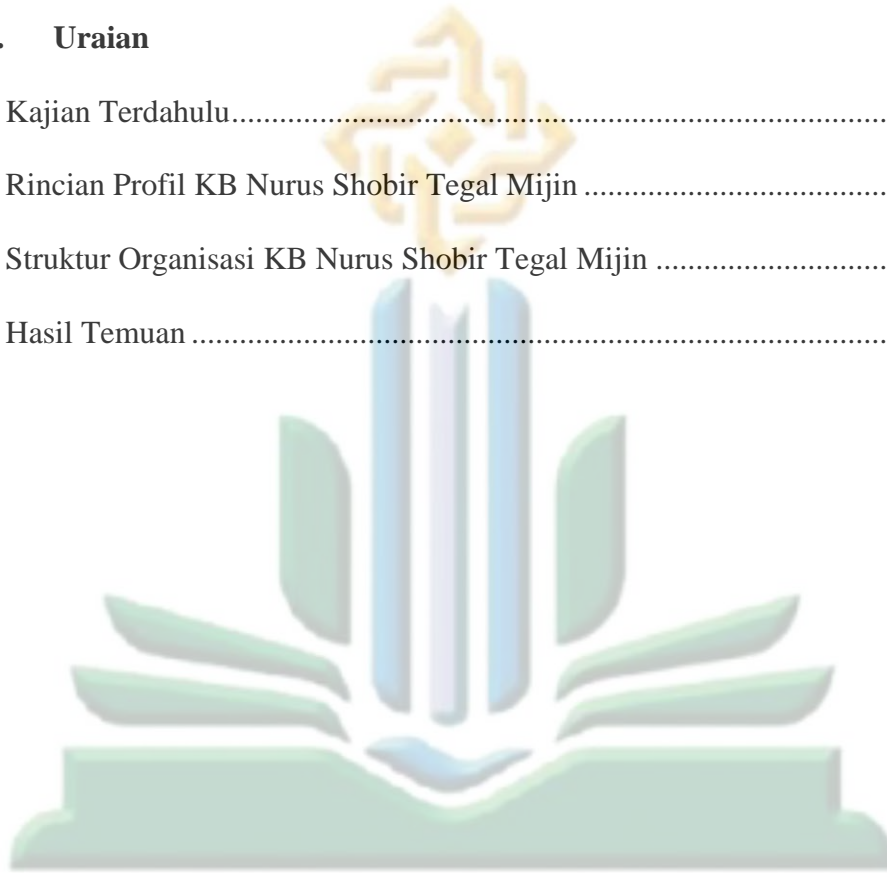 . Uraian
Kajian Terdahulu..................................................................................
Rincian Profil KB Nurus Shobir Tegal Mijin ......................................
Struktur Organisasi KB Nurus Shobir Tegal Mijin .............................
Hasil Temuan .......................................................................................